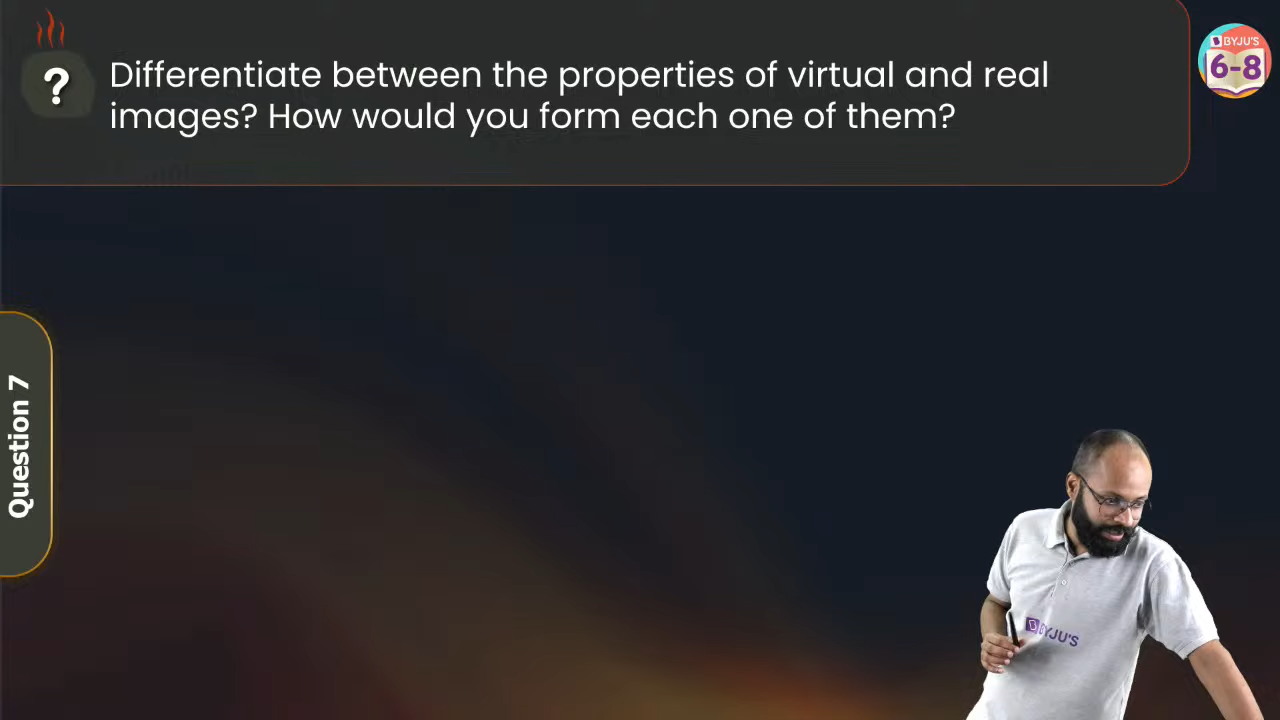 ?
Differentiate between the properties of virtual and real
images? How would you form each one of them?
BYJU'S
6-8
Question 7
BYJU'S